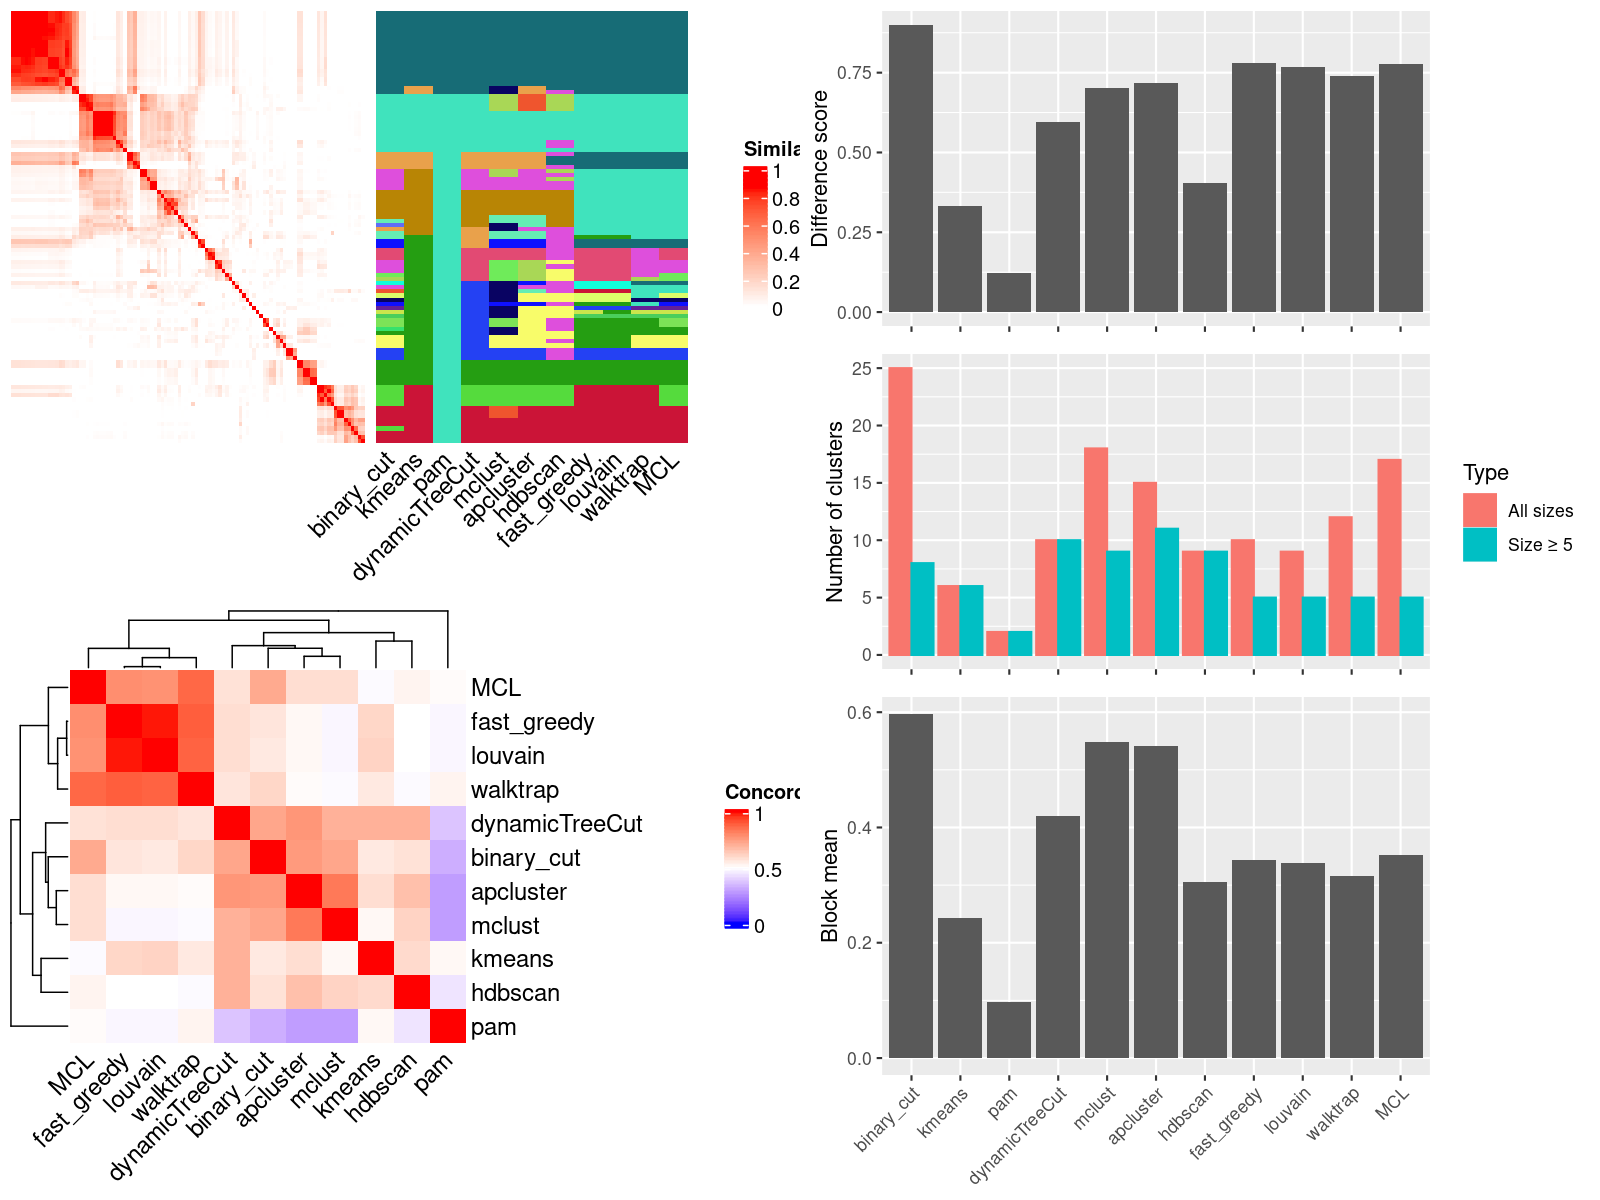 Simila
1
0.8
0.6
0.4
0.2
0
binary_cut
kmeans
pam
dynamicTreeCut
mclust
apcluster
hdbscan
fast_greedy
louvain
walktrap
MCL
MCL
fast_greedy
louvain
walktrap
dynamicTreeCut
binary_cut
apcluster
mclust
kmeans
hdbscan
pam
Concord
1
0.5
0
MCL
fast_greedy
louvain
walktrap
dynamicTreeCut
binary_cut
apcluster
mclust
kmeans
hdbscan
pam
Difference score
0.75
0.50
0.25
0.00
Number of clusters
25
20
15
10
5
0
Type
All sizes
Size ≥ 5
Block mean
0.6
0.4
0.2
0.0
binary_cut
kmeans
pam
dynamicTreeCut
mclust
apcluster
hdbscan
fast_greedy
louvain
walktrap
MCL